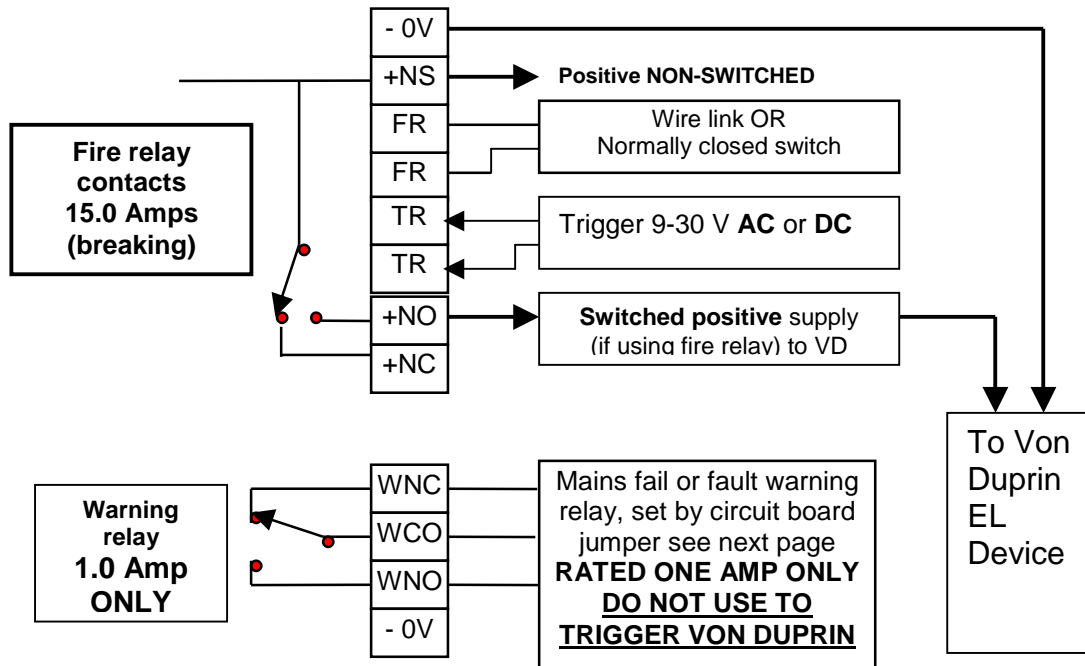 - 0V
+NS
Positive NON-SWITCHED
FR
FR
Wire link OR
Normally closed switch
Fire relay
contacts
15.0 Amps
(breaking)
TR
TR
Trigger 9-30 V AC or DC
+NO
+NC
Switched positive supply
(if using fire relay) to VD
To Von
Duprin
EL
Device
Warning
relay
1.0 Amp
ONLY
WNC
WCO
WNO
- 0V
Mains fail or fault warning
relay, set by circuit board
jumper see next page
RATED ONE AMP ONLY
DO NOT USE TO
TRIGGER VON DUPRIN